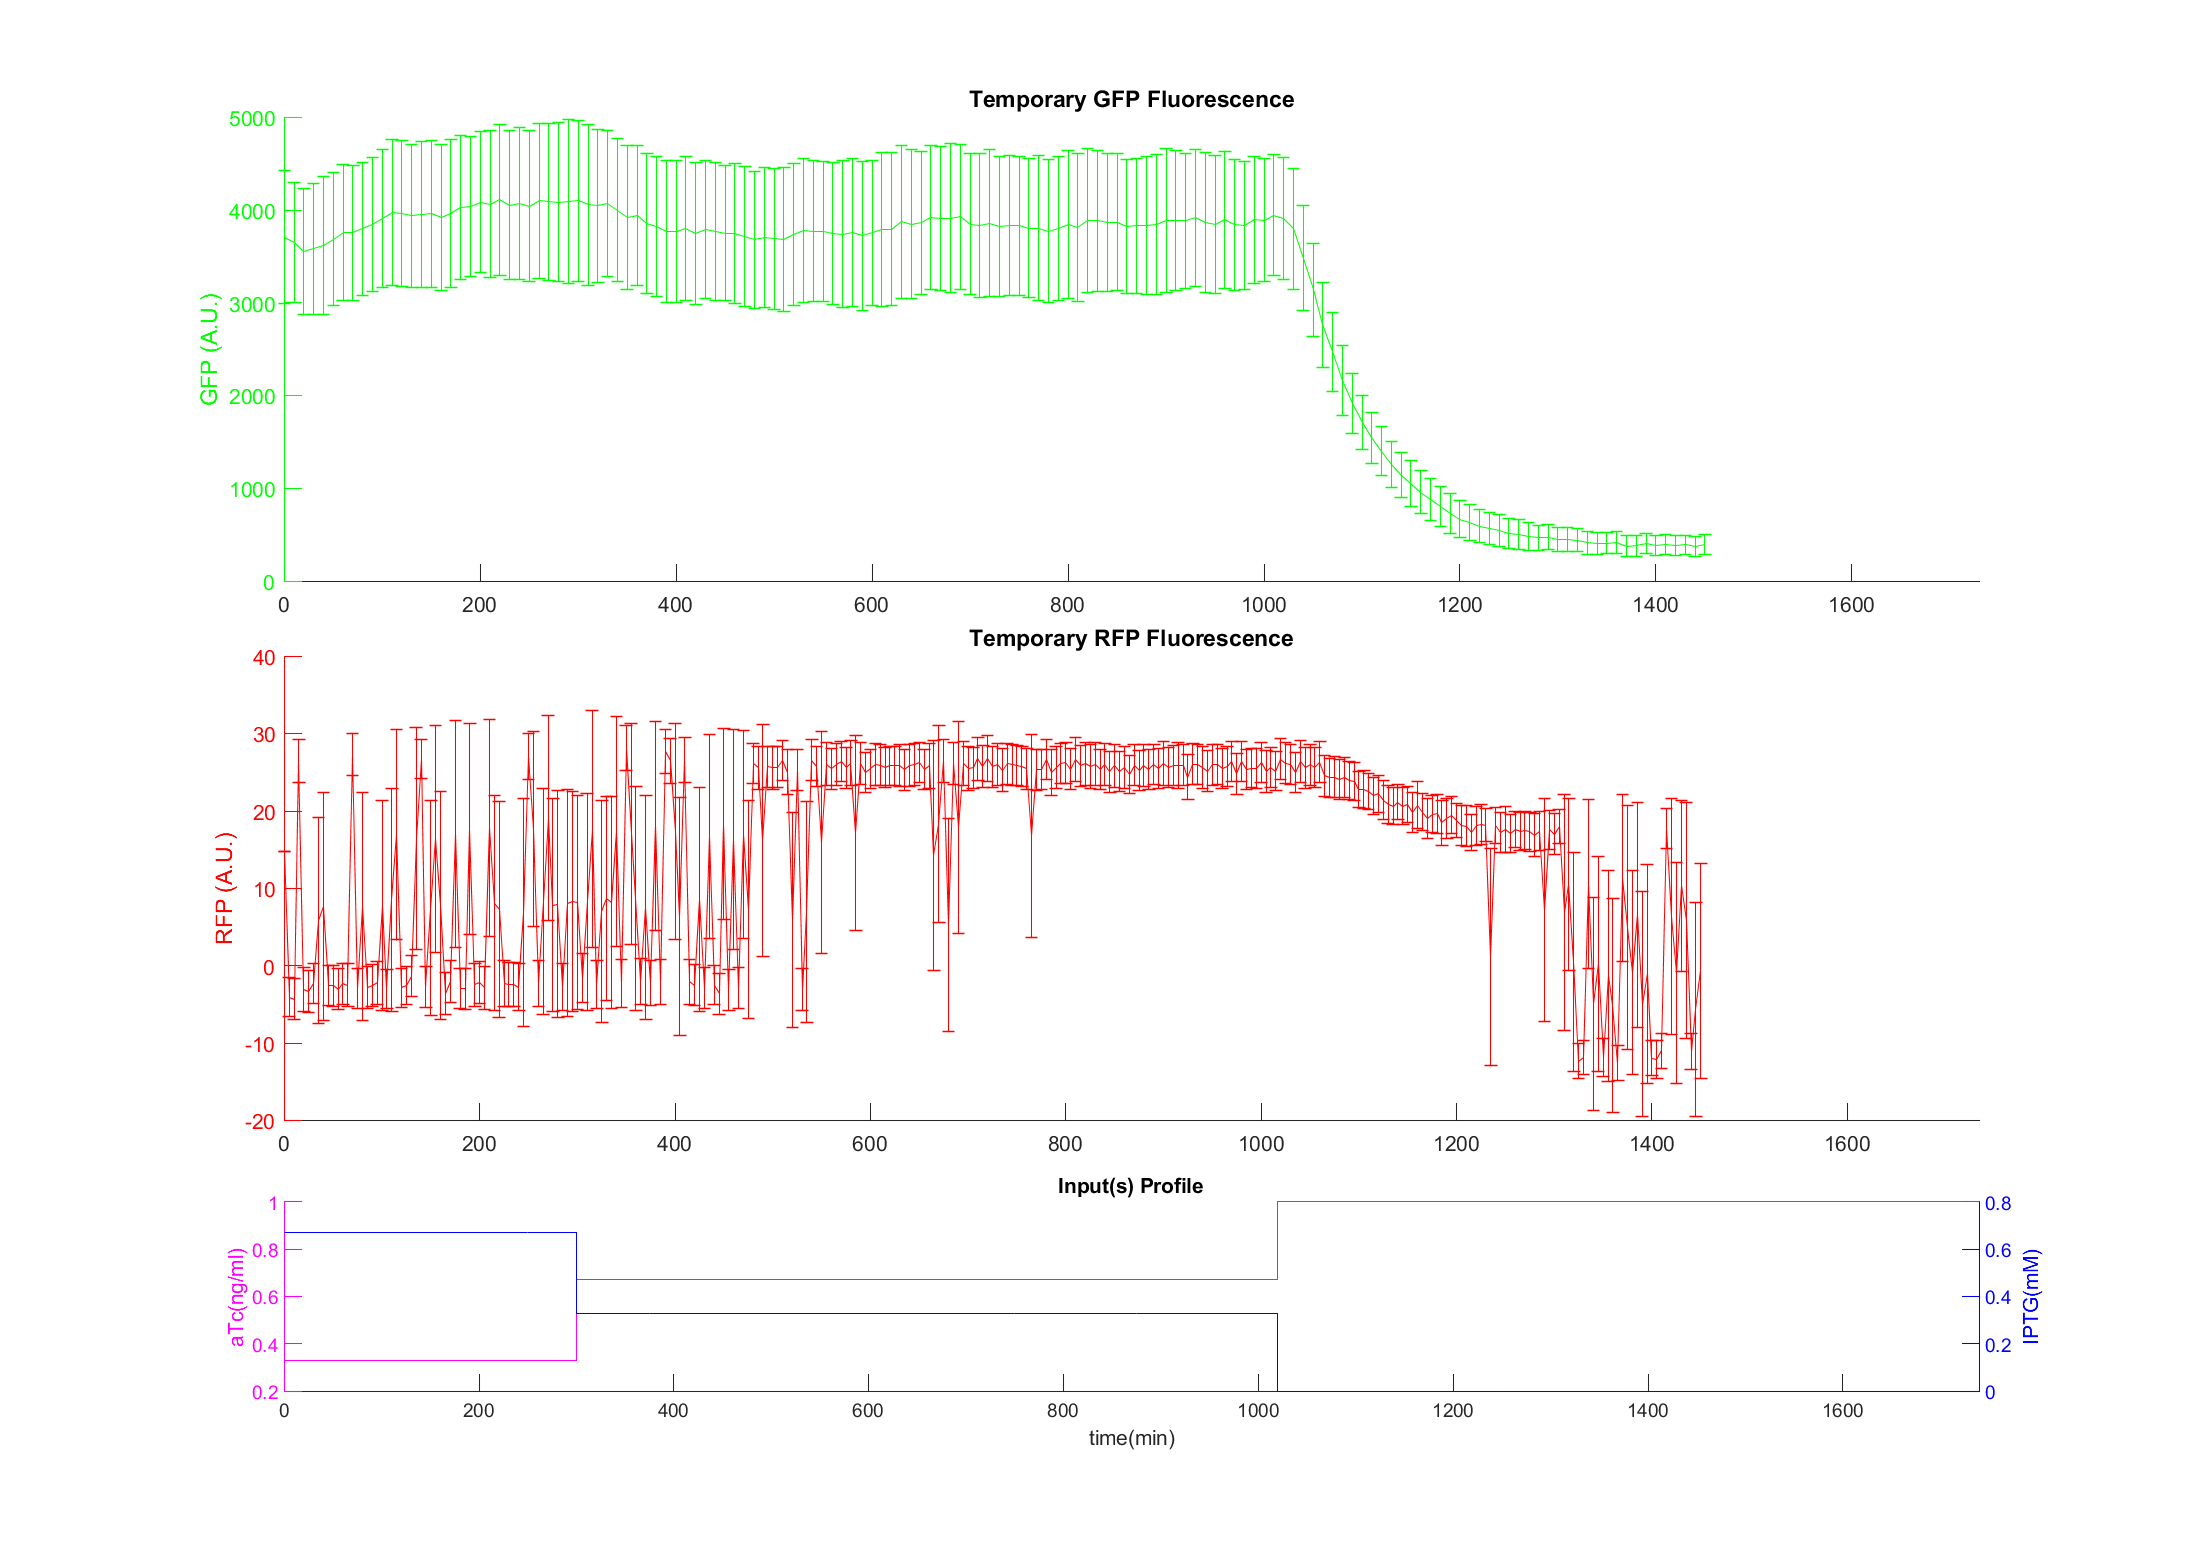 Temporary GFP Fluorescence
GFP (A.U.)
5000
4000
3000
2000
1000
0
0 200 400 600 800 1000 1200 1400 1600
Temporary RFP Fluorescence
RFP (A.U.)
40
30
20
10
0
-10
-20
0 200 400 600 800 1000 1200 1400 1600
Input(s) Profile
aTc(ng/ml)
1
0.8
0.6
0.4
0.2
IPTG(mM)
0.8
0.6
0.4
0.2
0
0 200 400 600 800 1000 1200 1400 1600
time(min)